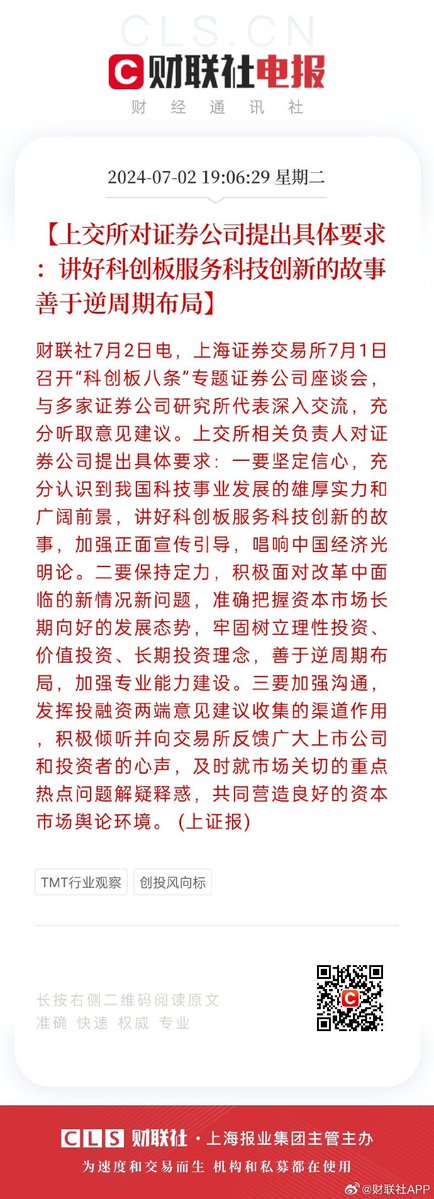 CLS.CN
C 财联社电报
财经通讯社
2024-07-02 19:06:29 星期二
【上交所对证券公司提出具体要求
：讲好科创板服务科技创新的故事
善于逆周期布局】
财联社7月2日电，上海证券交易所7月1日
召开“科创板八条”专题证券公司座谈会，
与多家证券公司研究所代表深入交流，充
分听取意见建议。上交所相关负责人对证
券公司提出具体要求：一要坚定信心，充
分认识到我国科技事业发展的雄厚实力和
广阔前景，讲好科创板服务科技创新的故
事，加强正面宣传引导，唱响中国经济光
明论。二要保持定力，积极面对改革中面
临的新情况新问题，准确把握资本市场长
期向好的发展态势，牢固树立理性投资、
价值投资、长期投资理念，善于逆周期布
局，加强专业能力建设。三要加强沟通，
发挥投融资两端意见建议收集的渠道作用
，积极倾听并向交易所反馈广大上市公司
和投资者的心声，及时就市场关切的重点
热点问题解疑释惑，共同营造良好的资本
市场舆论环境。 (上证报)
TMT行业观察 创投风向标
长按右侧二维码阅读原文
准确 快速 权威 专业
C
CLS 财联社·上海报业集团主管主办
为速度和交易而生 机构和私募都在使用
@财联社APP